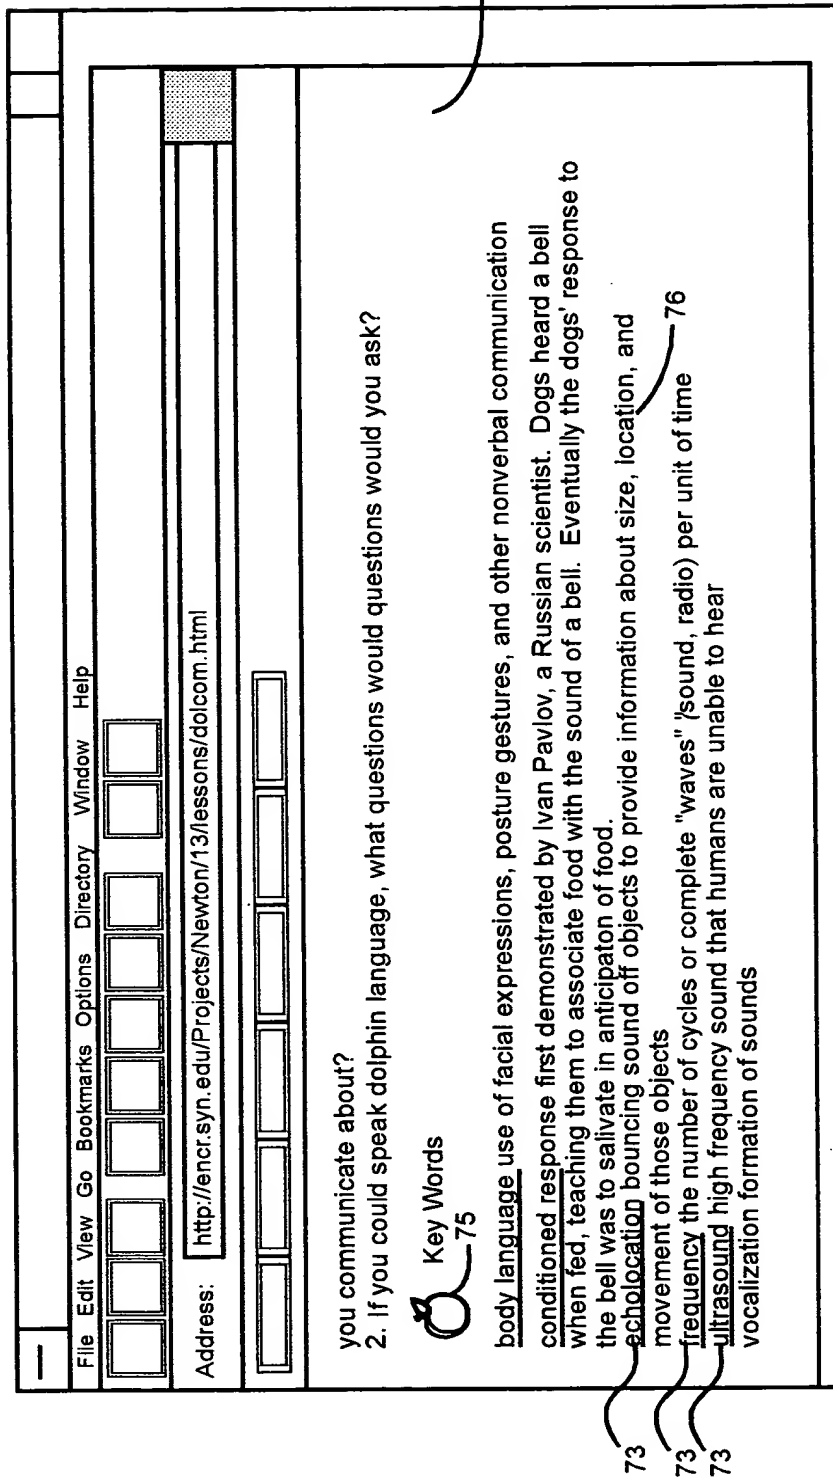 File Edit View Go Bookmarks Options Directory Window Help
Address: http://encr.syn.edu/Projects/Newton/13/lessons/dolcom.html
you communicate about?
2. If you could speak dolphin language, what questions would questions would you ask?
Key Words
75
body language use of facial expressions, posture gestures, and other nonverbal communication
conditioned response first demonstrated by Ivan Pavlov, a Russian scientist. Dogs heard a bell
when fed, teaching them to associate food with the sound of a bell. Eventually the dogs' response to
the bell was to salivate in anticipaton of food.
73 echolocation bouncing sound off objects to provide information about size, location, and
movement of those objects
76
73 frequency the number of cycles or complete "waves" "/sound, radio) per unit of time
73 ultrasound high frequency sound that humans are unable to hear
vocalization formation of sounds